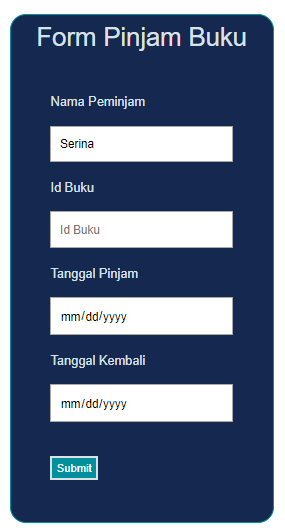 Form Pinjam Buku
Nama Peminjam
Serina
Id Buku
Id Buku
Tanggal Pinjam
mm/dd/yyyy
Tanggal Kembali
mm/dd/yyyy
Submit